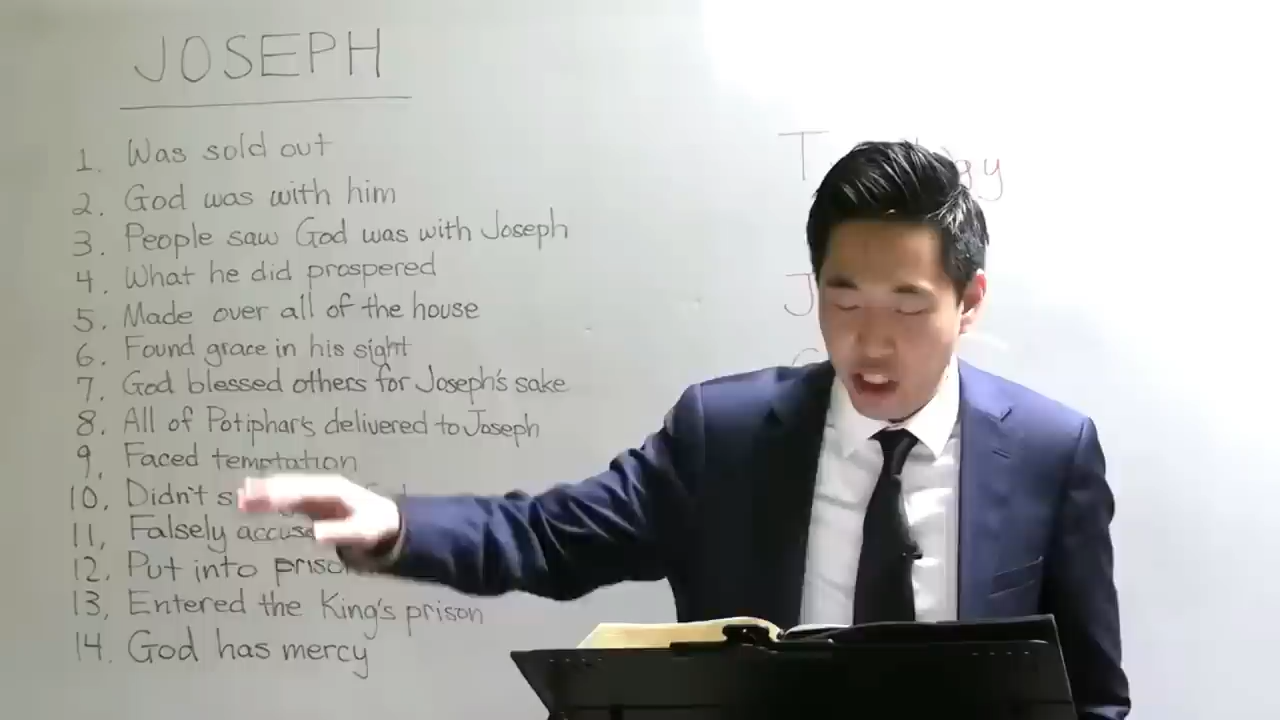 JOSEPH
1. Was sold out
2. God was with him
3. People saw God was with Joseph
4. What he did prospered
5. Made over all of the house
6. Found grace in his sight
7. God blessed others for Joseph's sake
8. All of Potiphar's delivered to Joseph
9. Faced temptation
10. Didn't
11. Falsely
12. Put into
13. Entered the King's prison
14. God has mercy